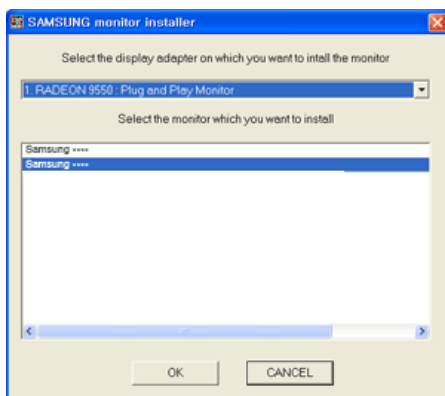 SAMSUNG monitor installer
Select the display adapter on which you want to intall the monitor
1. RADEON 9550 : Plug and Play Monitor
Select the monitor which you want to install
Samsung ----
Samsung ----
OK
CANCEL